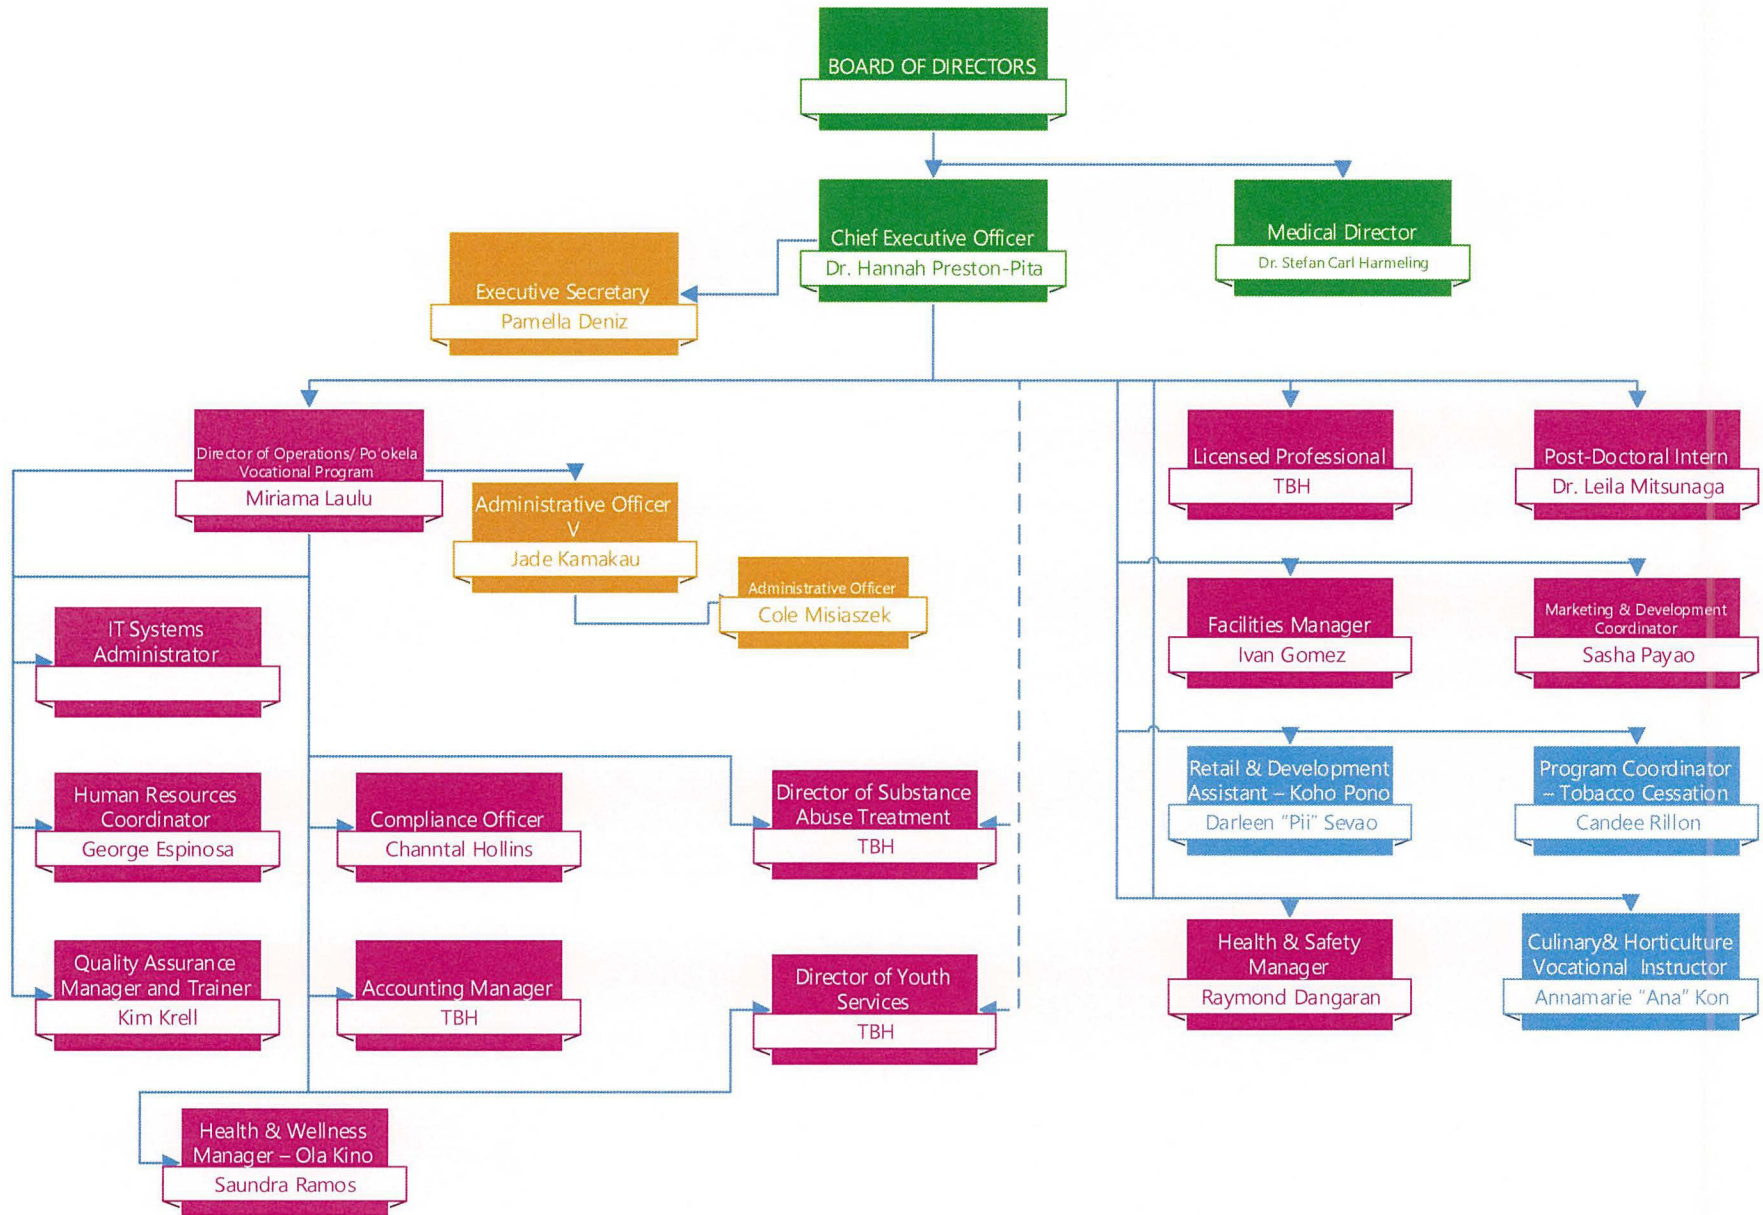 BOARD OF DIRECTORS
Chief Executive Officer
Dr. Hannah Preston-Pita
Medical Director
Dr. Stefan Carl Harmeling
Executive Secretary
Pamella Deniz
Director of Operations/ Po'okela
Vocational Program
Miriama Laulu
Administrative Officer
V
Jade Kamakau
Administrative Officer
Cole Misiaszek
Licensed Professional
TBH
Post-Doctoral Intern
Dr. Leila Mitsunaga
IT Systems
Administrator
Facilities Manager
Ivan Gomez
Marketing & Development
Coordinator
Sasha Payao
Human Resources
Coordinator
George Espinosa
Compliance Officer
Channtal Hollins
Director of Substance
Abuse Treatment
TBH
Retail & Development
Assistant – Koho Pono
Darleen "Pii" Sevao
Program Coordinator
– Tobacco Cessation
Candee Rillon
Quality Assurance
Manager and Trainer
Kim Krell
Accounting Manager
TBH
Director of Youth
Services
TBH
Health & Safety
Manager
Raymond Dangaran
Culinary& Horticulture
Vocational Instructor
Annamarie "Ana" Kon
Health & Wellness
Manager – Ola Kino
Saundra Ramos